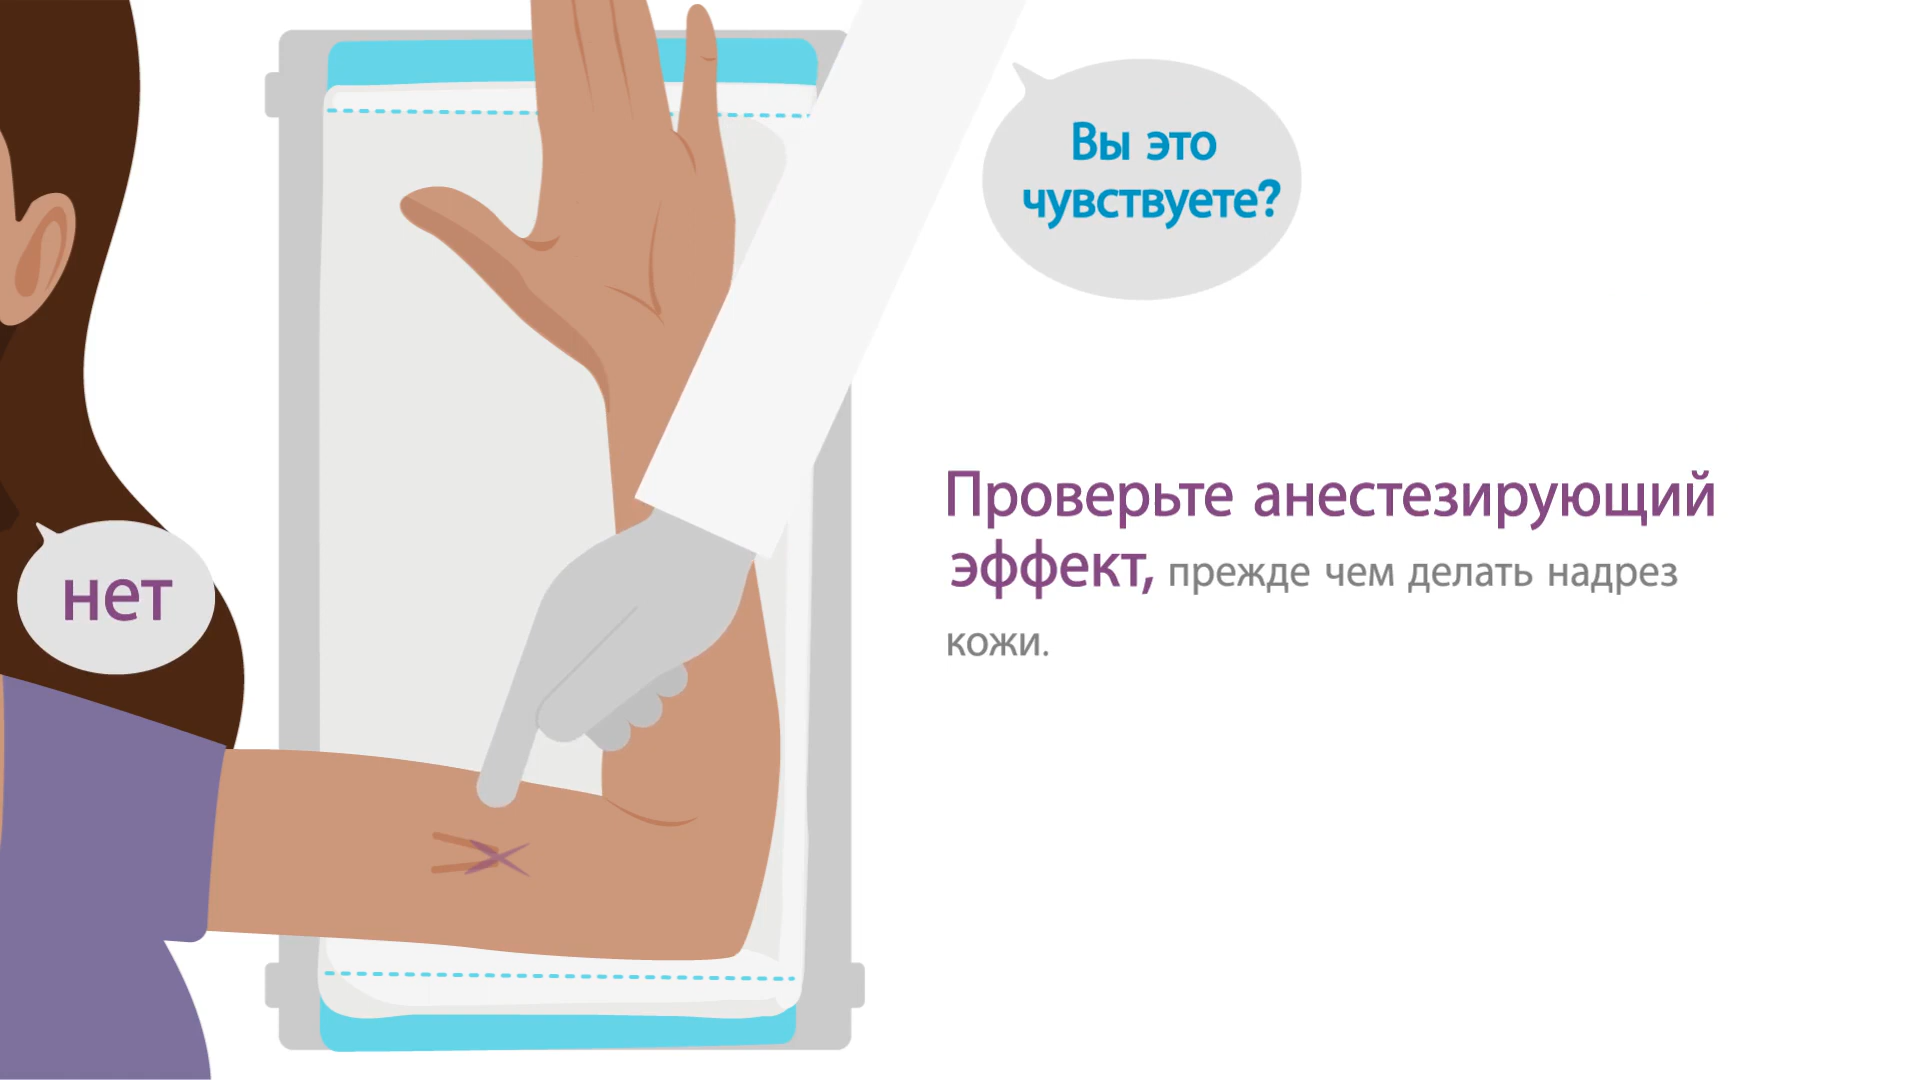 Вы это
чувствуете?
нет
Проверьте анестезирующий
эффект, прежде чем делать надрез
кожи.